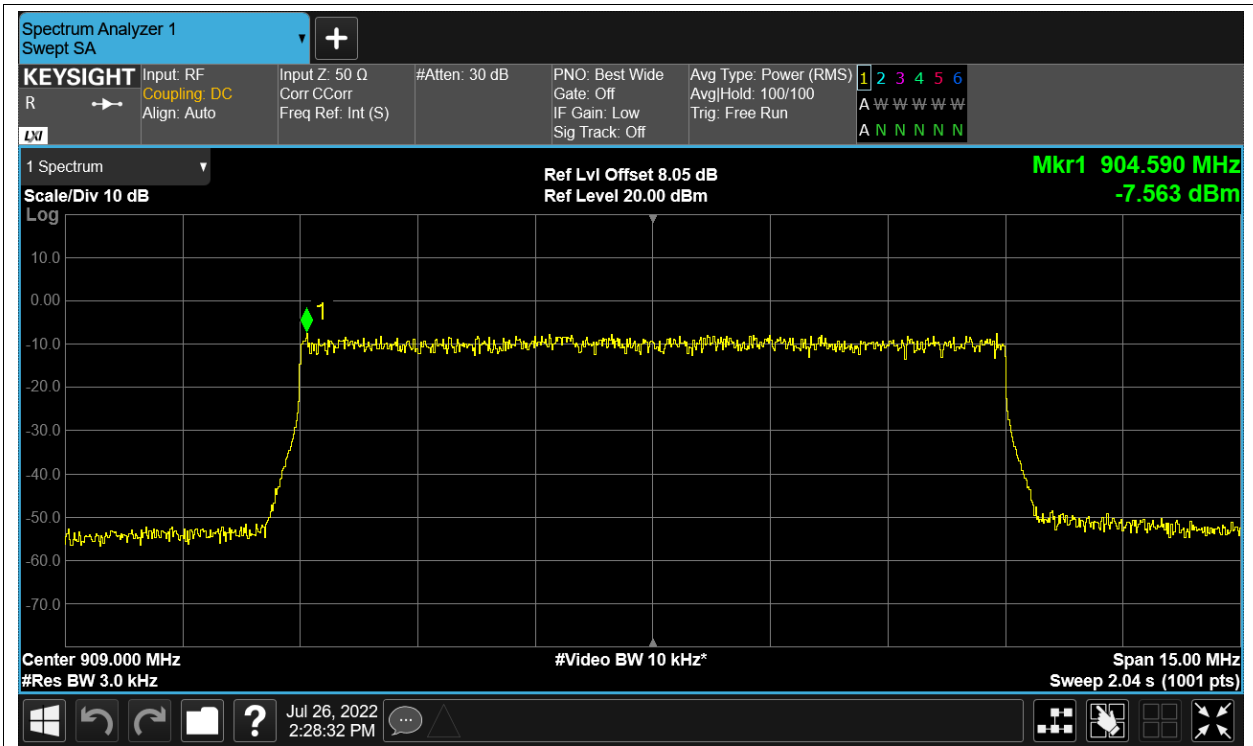 Spectrum Analyzer 1
Swept SA
KEYSIGHT
R
LXI
Input: RF
Coupling: DC
Align: Auto
Input Z: 50 Ω
Corr CCorr
Freq Ref: Int (S)
#Atten: 30 dB
PNO: Best Wide
Gate: Off
IF Gain: Low
Sig Track: Off
Avg Type: Power (RMS)
Avg|Hold: 100/100
Trig: Free Run
1 2 3 4 5 6
A W W W W W
A N N N N N
1 Spectrum
Scale/Div 10 dB
Log
Ref Lvl Offset 8.05 dB
Ref Level 20.00 dBm
Mkr1 904.590 MHz
-7.563 dBm
10.0
0.00
1
-10.0
-20.0
-30.0
-40.0
-50.0
-60.0
-70.0
Center 909.000 MHz
#Res BW 3.0 kHz
#Video BW 10 kHz*
Span 15.00 MHz
Sweep 2.04 s (1001 pts)
?
Jul 26, 2022
2:28:32 PM